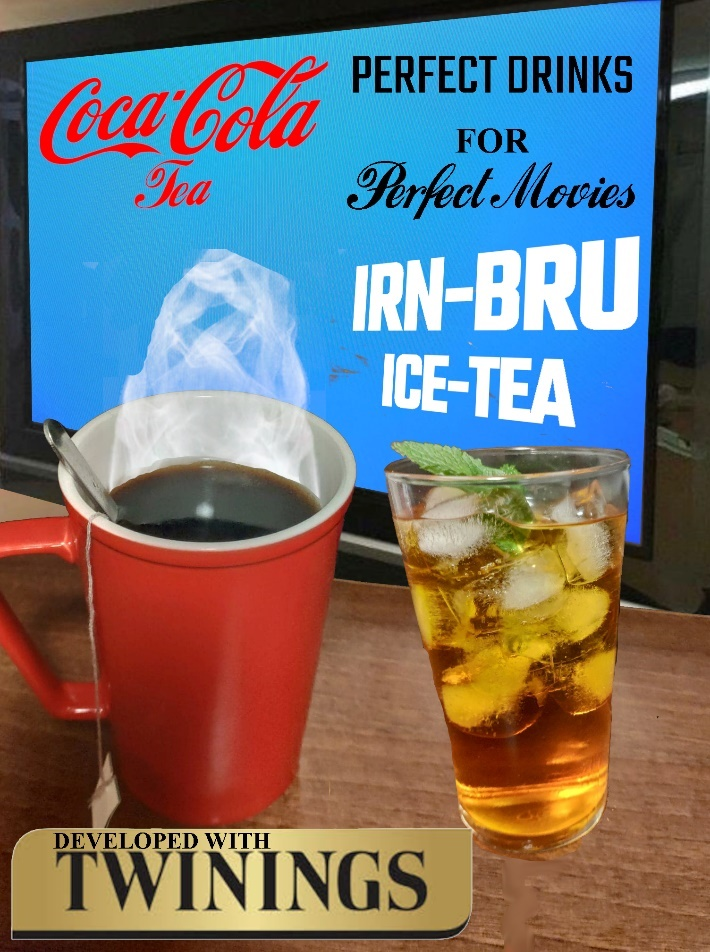 Coca-Cola
Tea
PERFECT DRINKS
FOR
Perfect Movies
IRN-BRU
ICE-TEA
DEVELOPED WITH
TWININGS